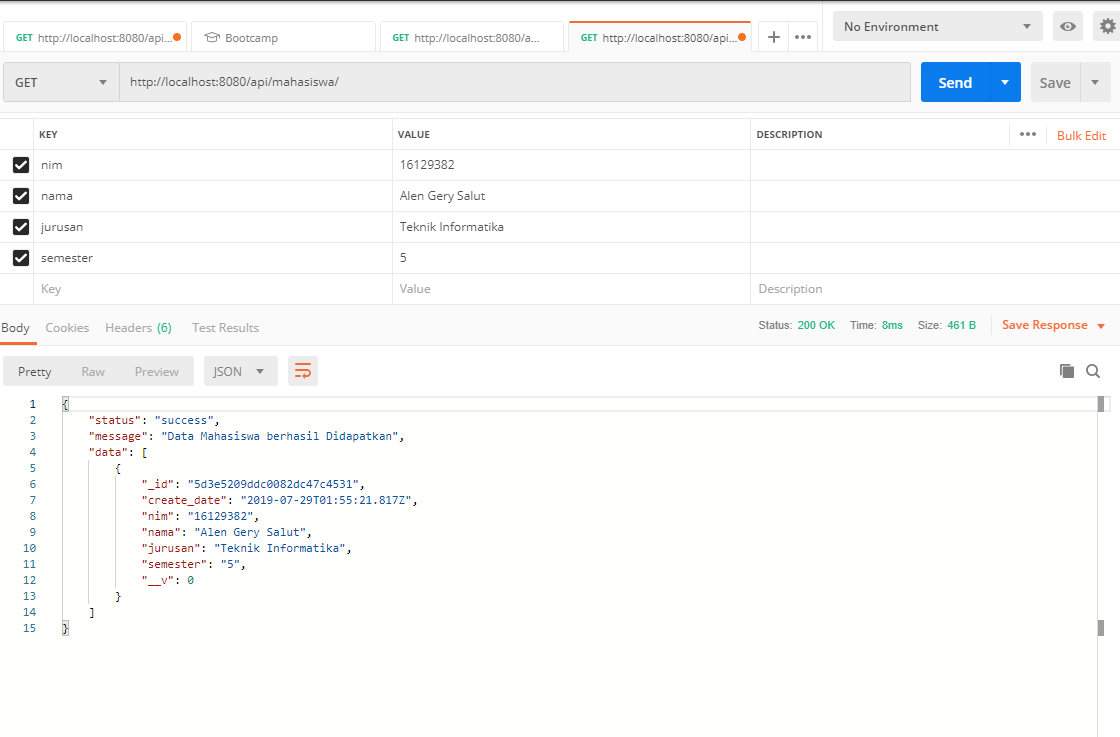 GET http://localhost:8080/api... Bootcamp GET http://localhost:8080/a... GET http://localhost:8080/api... + ••• No Environment
GET http://localhost:8080/api/mahasiswa/ Send Save
KEY VALUE DESCRIPTION ••• Bulk Edit
nim 16129382
nama Alen Gery Salut
jurusan Teknik Informatika
semester 5
Key Value Description
Body Cookies Headers (6) Test Results Status: 200 OK Time: 8ms Size: 461 B Save Response
Pretty Raw Preview JSON
1 {
2 "status": "success",
3 "message": "Data Mahasiswa berhasil Didapatkan",
4 "data": [
5 {
6 "_id": "5d3e5209ddc0082dc47c4531",
7 "create_date": "2019-07-29T01:55:21.817Z",
8 "nim": "16129382",
9 "nama": "Alen Gery Salut",
10 "jurusan": "Teknik Informatika",
11 "semester": "5",
12 "__v": 0
13 }
14 ]
15 }